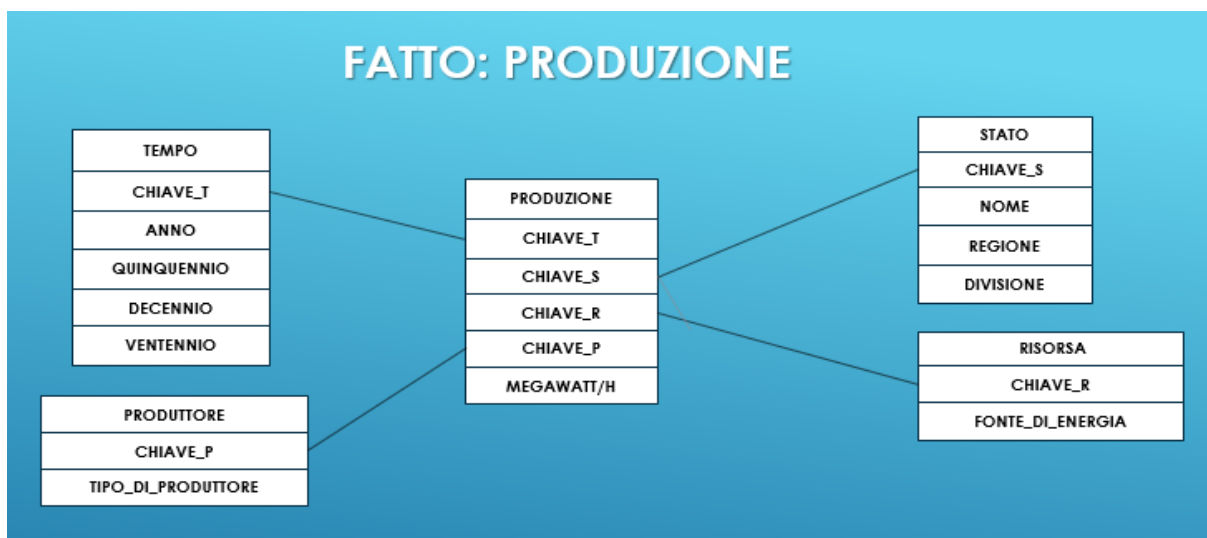 FATTO: PRODUZIONE
TEMPO
CHIAVE_T
ANNO
QUINQUENNIO
DECENNIO
VENTENNIO
PRODUTTORE
CHIAVE_P
TIPO_DI_PRODUTTORE
PRODUZIONE
CHIAVE_T
CHIAVE_S
CHIAVE_R
CHIAVE_P
MEGAWATT/H
STATO
CHIAVE_S
NOME
REGIONE
DIVISIONE
RISORSA
CHIAVE_R
FONTE_DI_ENERGIA